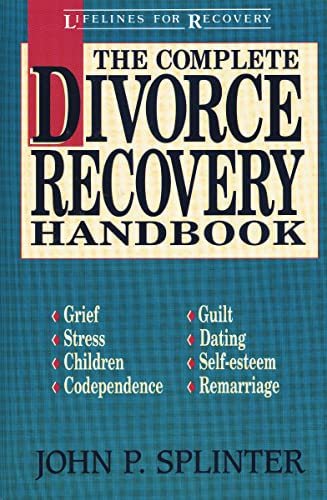 LIFELINES FOR RECOVERY
THE COMPLETE
DIVORCE
RECOVERY
HANDBOOK
Grief
Stress
Children
Codependence
Guilt
Dating
Self-esteem
Remarriage
JOHN P. SPLINTER